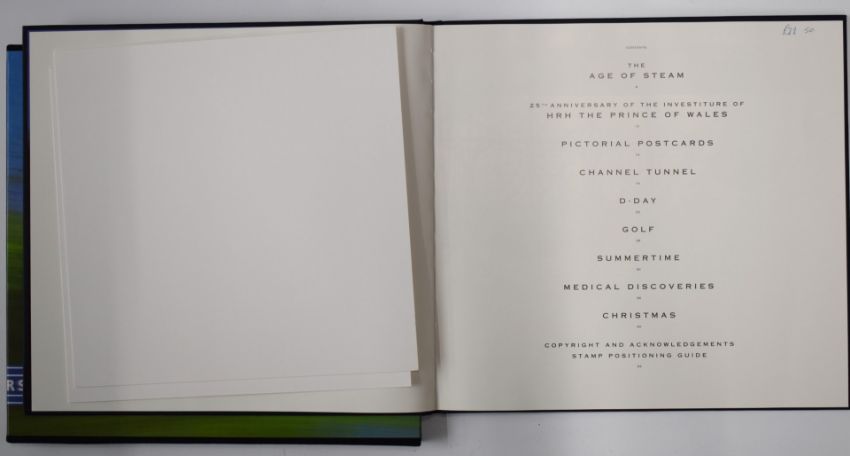 £21 50
CONTENTS
THE
AGE OF STEAM
25TH ANNIVERSARY OF THE INVESTITURE OF
HRH THE PRINCE OF WALES
PICTORIAL POSTCARDS
CHANNEL TUNNEL
D-DAY
GOLF
SUMMERTIME
MEDICAL DISCOVERIES
CHRISTMAS
COPYRIGHT AND ACKNOWLEDGEMENTS
STAMP POSITIONING GUIDE
RS